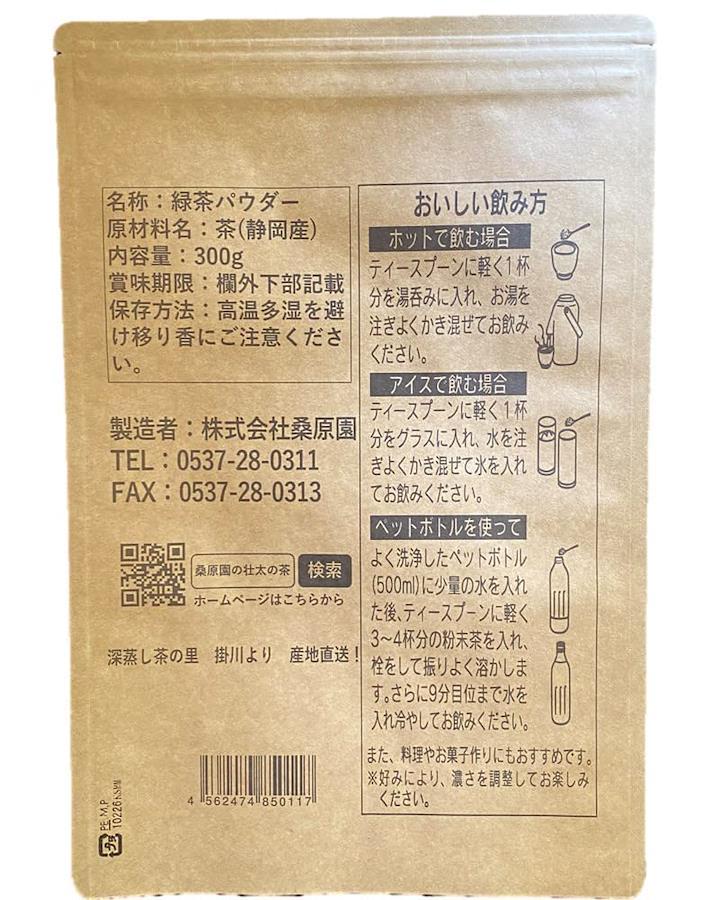 名称：緑茶パウダー
原材料名：茶(静岡産)
内容量：300g
賞味期限：欄外下部記載
保存方法：高温多湿を避
け移り香にご注意くださ
い。
製造者：株式会社桑原園
TEL：0537-28-0311
FAX：0537-28-0313
桑原園の壮太の茶
検索
ホームページはこちらから
深蒸し茶の里　掛川より　産地直送！
4 562474 850117
PE, M,P
おいしい飲み方
ホットで飲む場合
ティースプーンに軽く1杯
分を湯呑みに入れ、お湯を
注ぎよくかき混ぜてお飲み
ください。
アイスで飲む場合
ティースプーンに軽く1杯
分をグラスに入れ、水を注
ぎよくかき混ぜて氷を入れ
てお飲みください。
ペットボトルを使って
よく洗浄したペットボトル
(500ml)に少量の水を入れ
た後、ティースプーンに軽く
3〜4杯分の粉末茶を入れ、
栓をして振りよく溶かしま
す。さらに9分目位まで水を
入れ冷やしてお飲みください。
また、料理やお菓子作りにもおすすめです。
※好みにより、濃さを調整してお楽しみ
ください。